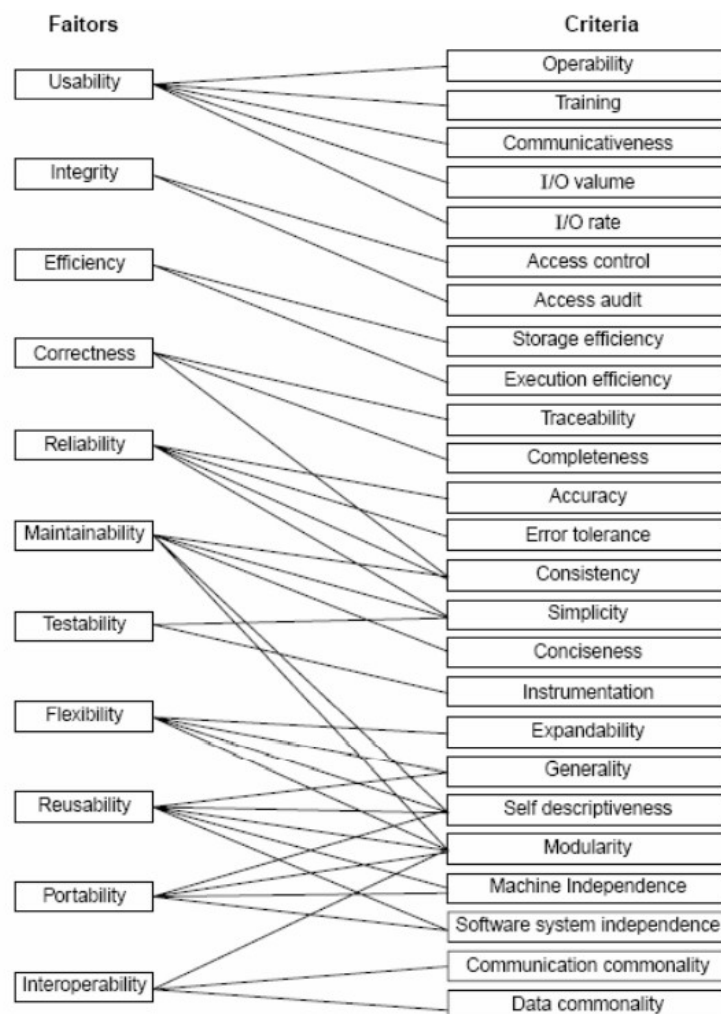 Faitors
Criteria
Usability
Integrity
Efficiency
Correctness
Reliability
Maintainability
Testability
Flexibility
Reusability
Portability
Interoperability
Operability
Training
Communicativeness
I/O valume
I/O rate
Access control
Access audit
Storage efficiency
Execution efficiency
Traceability
Completeness
Accuracy
Error tolerance
Consistency
Simplicity
Conciseness
Instrumentation
Expandability
Generality
Self descriptiveness
Modularity
Machine Independence
Software system independence
Communication commonality
Data commonality